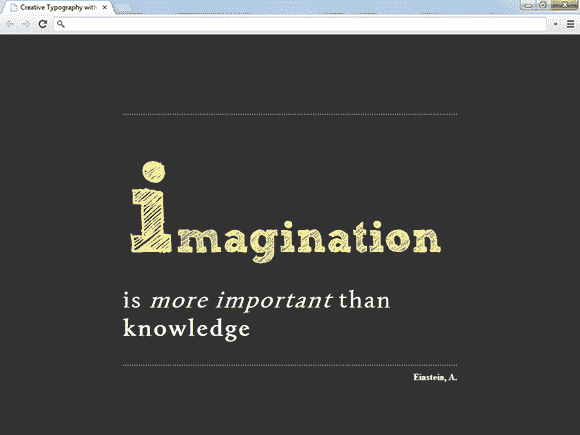 Creative Typography with
imagination
is more important than
knowledge
Einstein, A.